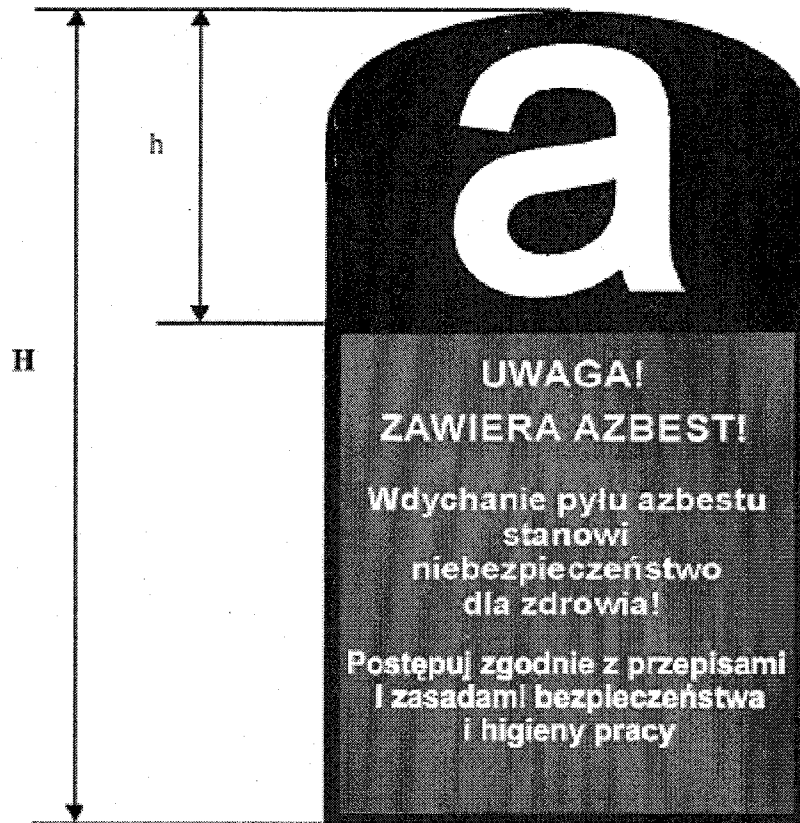 a
h
H
UWAGA!
ZAWIERA AZBEST!
Wdychanie pyłu azbestu
stanowi
niebezpieczeństwo
dla zdrowia!
Postępuj zgodnie z przepisami
I zasadami bezpieczeństwa
i higieny pracy